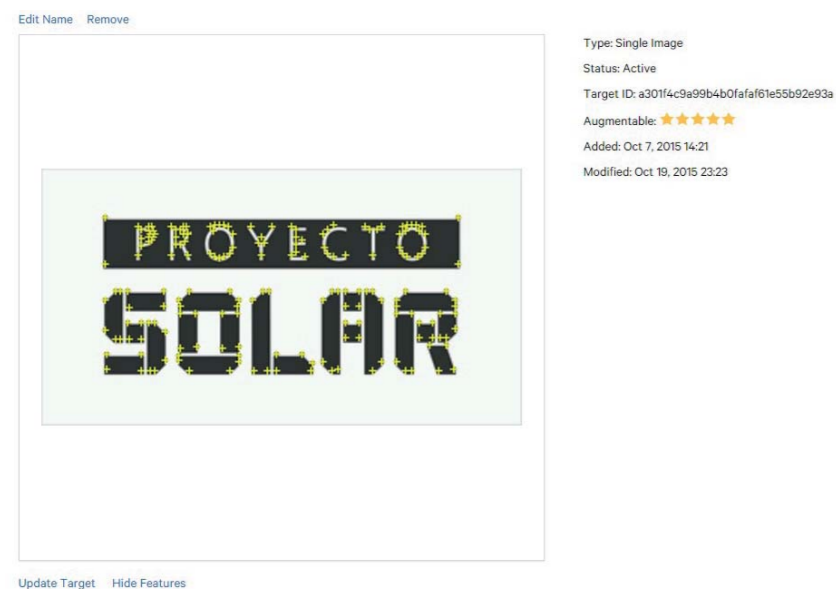 Edit Name Remove
Type: Single Image
Status: Active
Target ID: a301f4c9a99b4b0fafaf61e55b92e93a
Augmentable:
Added: Oct 7, 2015 14:21
Modified: Oct 19, 2015 23:23
PROYECTO
SOLAR
Update Target Hide Features